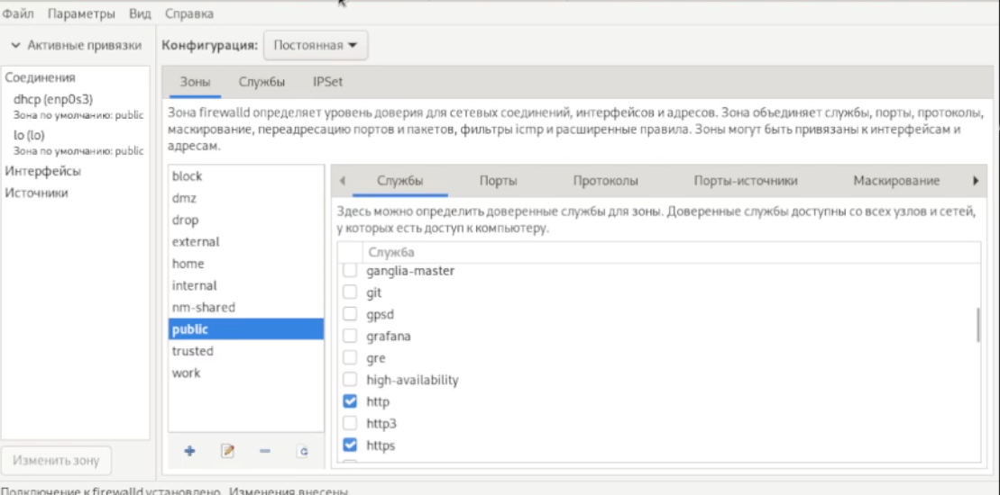 Файл Параметры Вид Справка
Активные привязки
Конфигурация: Постоянная
Соединения
dhcp (enp0s3)
Зона по умолчанию: public
lo (lo)
Зона по умолчанию: public
Интерфейсы
Источники
Изменить зону
Зоны Службы IPSet
Зона firewalld определяет уровень доверия для сетевых соединений, интерфейсов и адресов. Зона объединяет службы, порты, протоколы,
маскирование, переадресацию портов и пакетов, фильтры icmp и расширенные правила. Зоны могут быть привязаны к интерфейсам и
адресам.
block
dmz
drop
external
home
internal
nm-shared
public
trusted
work
Службы Порты Протоколы Порты-источники Маскирование
Здесь можно определить доверенные службы для зоны. Доверенные службы доступны со всех узлов и сетей,
у которых есть доступ к компьютеру.
Служба
ganglia-master
git
gpsd
grafana
gre
high-availability
http
http3
https
Подключение к firewalld установлено. Изменения внесены.